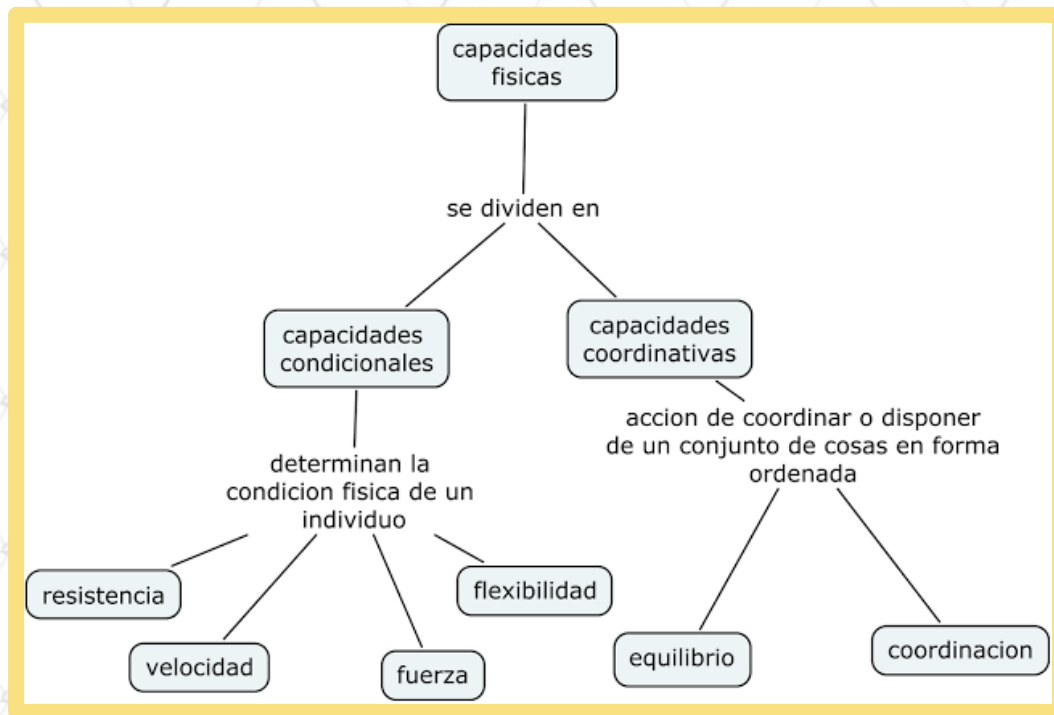 capacidades
fisicas
se dividen en
capacidades
condicionales
capacidades
coordinativas
determinan la
condicion fisica de un
individuo
accion de coordinar o disponer
de un conjunto de cosas en forma
ordenada
resistencia
velocidad
fuerza
flexibilidad
equilibrio
coordinacion